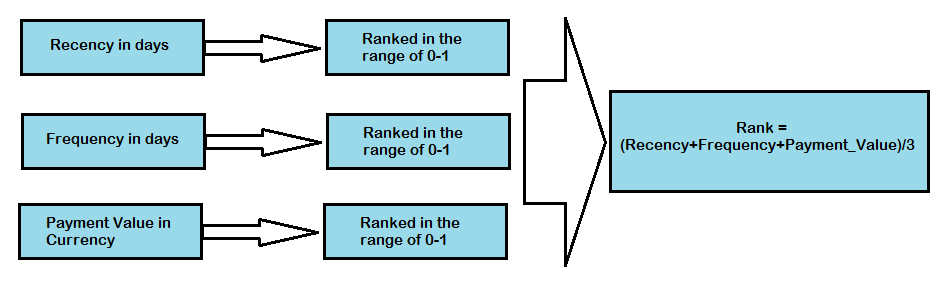 Recency in days
Ranked in the
range of 0-1
Frequency in days
Ranked in the
range of 0-1
Payment Value in
Currency
Ranked in the
range of 0-1
Rank =
(Recency+Frequency+Payment_Value)/3